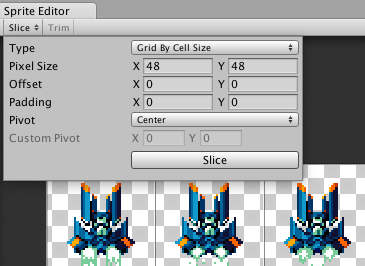 Sprite Editor
Slice Trim
Type Grid By Cell Size
Pixel Size X 48 Y 48
Offset X 0 Y 0
Padding X 0 Y 0
Pivot Center
Custom Pivot X 0 Y 0
Slice